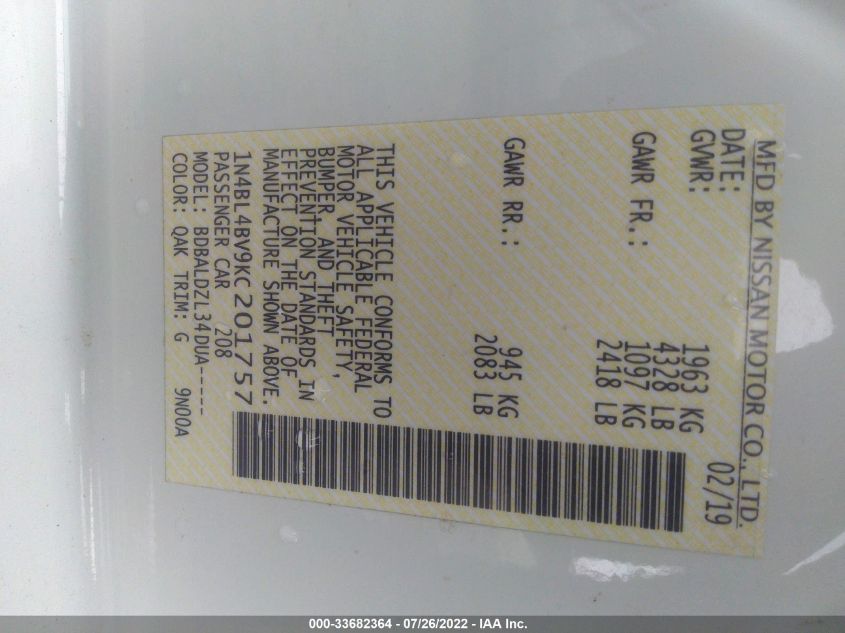 MFD BY NISSAN MOTOR CO., LTD.
DATE: 02/19
GVWR: 1963 KG
4328 LB
GAWR FR.: 1097 KG
2418 LB
GAWR RR.: 945 KG
2083 LB
THIS VEHICLE CONFORMS TO
ALL APPLICABLE FEDERAL
MOTOR VEHICLE SAFETY,
BUMPER AND THEFT
PREVENTION STANDARDS IN
EFFECT ON THE DATE OF
MANUFACTURE SHOWN ABOVE.
1N4BL4BV9KC201757
PASSENGER CAR 208
MODEL: BDBALDZL34DUA-----
COLOR: QAK TRIM: G 9N00A
000-33682364 - 07/26/2022 - IAA Inc.